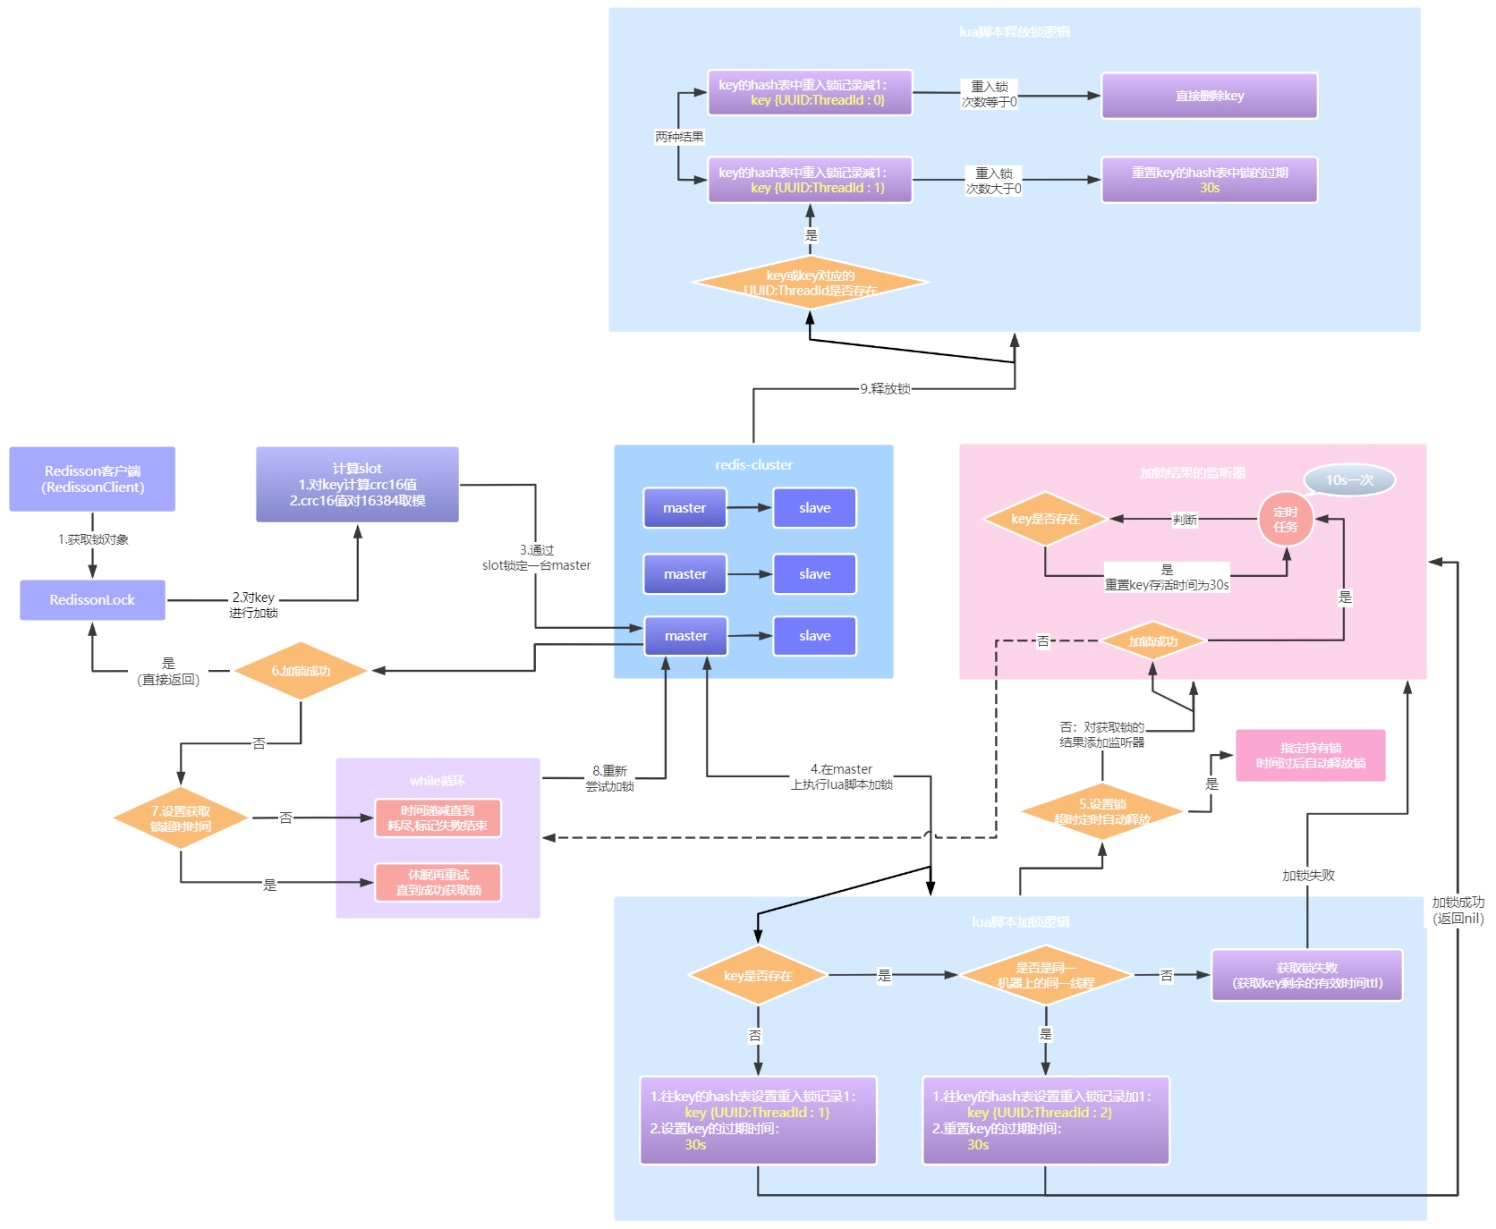 lua脚本释放锁逻辑
key的hash表中重入锁记录减1：
key {UUID:ThreadId : 0}
重入锁
次数等于0
直接删除key
两种结果
key的hash表中重入锁记录减1：
key {UUID:ThreadId : 1}
重入锁
次数大于0
重置key的hash表中锁的过期
30s
是
key或key对应的
UUID:ThreadId是否存在
9.释放锁
Redisson客户端
（RedissonClient）
1.获取锁对象
RedissonLock
2.对key
进行加锁
计算slot
1.对key计算crc16值
2.crc16值对16384取模
3.通过
slot锁定一台master
redis-cluster
master
slave
master
slave
master
slave
加锁结果的监听器
10s一次
定时
任务
判断
key是否存在
是
重置key存活时间为30s
是
加锁成功
否
6.加锁成功
是
（直接返回）
否
7.设置获取
锁超时时间
否
是
while循环
时间递减直到
耗尽,标记失败结束
休眠再重试
直到成功获取锁
8.重新
尝试加锁
4.在master
上执行lua脚本加锁
否：对获取锁的
结果添加监听器
5.设置锁
超时定时自动释放
是
指定持有锁
时间过后自动释放锁
加锁失败
加锁成功
（返回nil）
lua脚本加锁逻辑
key是否存在
是
是否是同一
机器上的同一线程
否
获取锁失败
（获取key剩余的有效时间ttl）
否
是
1.往key的hash表设置重入锁记录1：
key {UUID:ThreadId : 1}
2.设置key的过期时间：
30s
1.往key的hash表设置重入锁记录加1：
key {UUID:ThreadId : 2}
2.重置key的过期时间：
30s